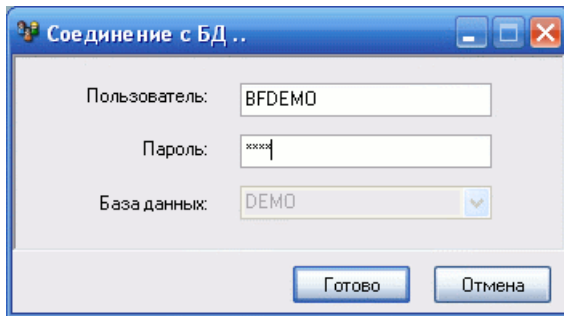 Соединение с БД ..
Пользователь: BFDEMO
Пароль: ****
База данных: DEMO
Готово Отмена